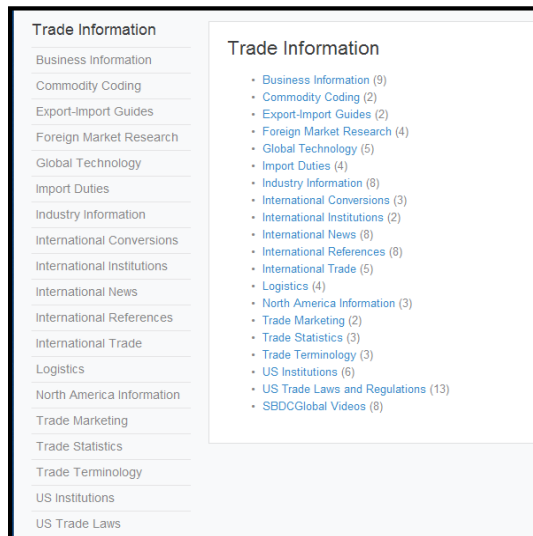 Trade Information
Business Information
Commodity Coding
Export-Import Guides
Foreign Market Research
Global Technology
Import Duties
Industry Information
International Conversions
International Institutions
International News
International References
International Trade
Logistics
North America Information
Trade Marketing
Trade Statistics
Trade Terminology
US Institutions
US Trade Laws
Trade Information
• Business Information (9)
• Commodity Coding (2)
• Export-Import Guides (2)
• Foreign Market Research (4)
• Global Technology (5)
• Import Duties (4)
• Industry Information (8)
• International Conversions (3)
• International Institutions (2)
• International News (8)
• International References (8)
• International Trade (5)
• Logistics (4)
• North America Information (3)
• Trade Marketing (2)
• Trade Statistics (3)
• Trade Terminology (3)
• US Institutions (6)
• US Trade Laws and Regulations (13)
• SBDCGlobal Videos (8)